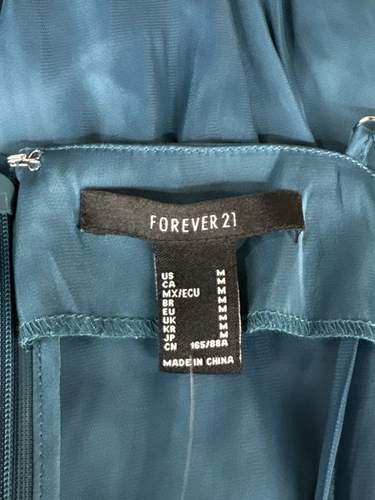 FOREVER 21
US M
CA M
MX/ECU M
BR M
EU M
UK M
KR M
JP M
CN 165/88A
MADE IN CHINA